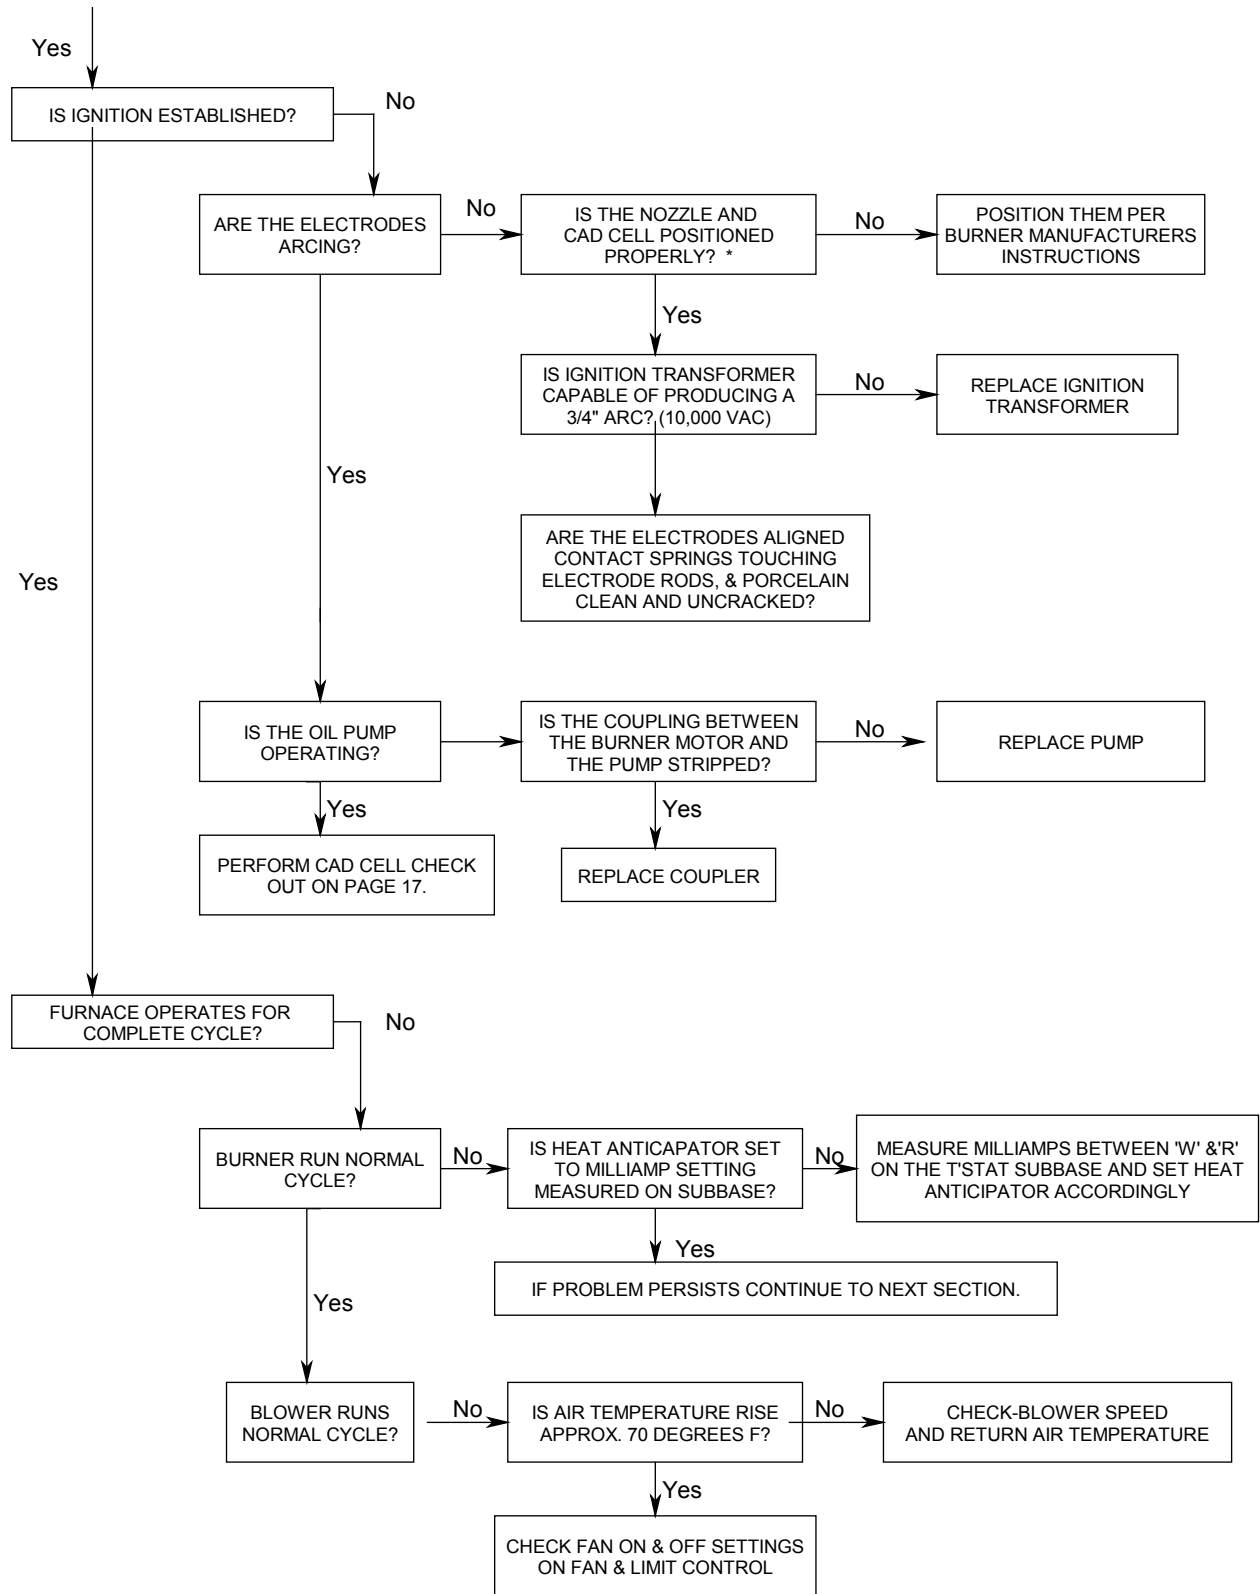 Yes
IS IGNITION ESTABLISHED?
No
ARE THE ELECTRODES
ARCING?
No
IS THE NOZZLE AND
CAD CELL POSITIONED
PROPERLY? *
No
POSITION THEM PER
BURNER MANUFACTURERS
INSTRUCTIONS
Yes
IS IGNITION TRANSFORMER
CAPABLE OF PRODUCING A
3/4" ARC? (10,000 VAC)
No
REPLACE IGNITION
TRANSFORMER
Yes
ARE THE ELECTRODES ALIGNED
CONTACT SPRINGS TOUCHING
ELECTRODE RODS, & PORCELAIN
CLEAN AND UNCRACKED?
Yes
IS THE OIL PUMP
OPERATING?
IS THE COUPLING BETWEEN
THE BURNER MOTOR AND
THE PUMP STRIPPED?
No
REPLACE PUMP
Yes
Yes
PERFORM CAD CELL CHECK
OUT ON PAGE 17.
REPLACE COUPLER
FURNACE OPERATES FOR
COMPLETE CYCLE?
No
BURNER RUN NORMAL
CYCLE?
No
IS HEAT ANTICAPATOR SET
TO MILLIAMP SETTING
MEASURED ON SUBBASE?
No
MEASURE MILLIAMPS BETWEEN 'W' &'R'
ON THE T'STAT SUBBASE AND SET HEAT
ANTICIPATOR ACCORDINGLY
Yes
IF PROBLEM PERSISTS CONTINUE TO NEXT SECTION.
Yes
BLOWER RUNS
NORMAL CYCLE?
No
IS AIR TEMPERATURE RISE
APPROX. 70 DEGREES F?
No
CHECK-BLOWER SPEED
AND RETURN AIR TEMPERATURE
Yes
CHECK FAN ON & OFF SETTINGS
ON FAN & LIMIT CONTROL